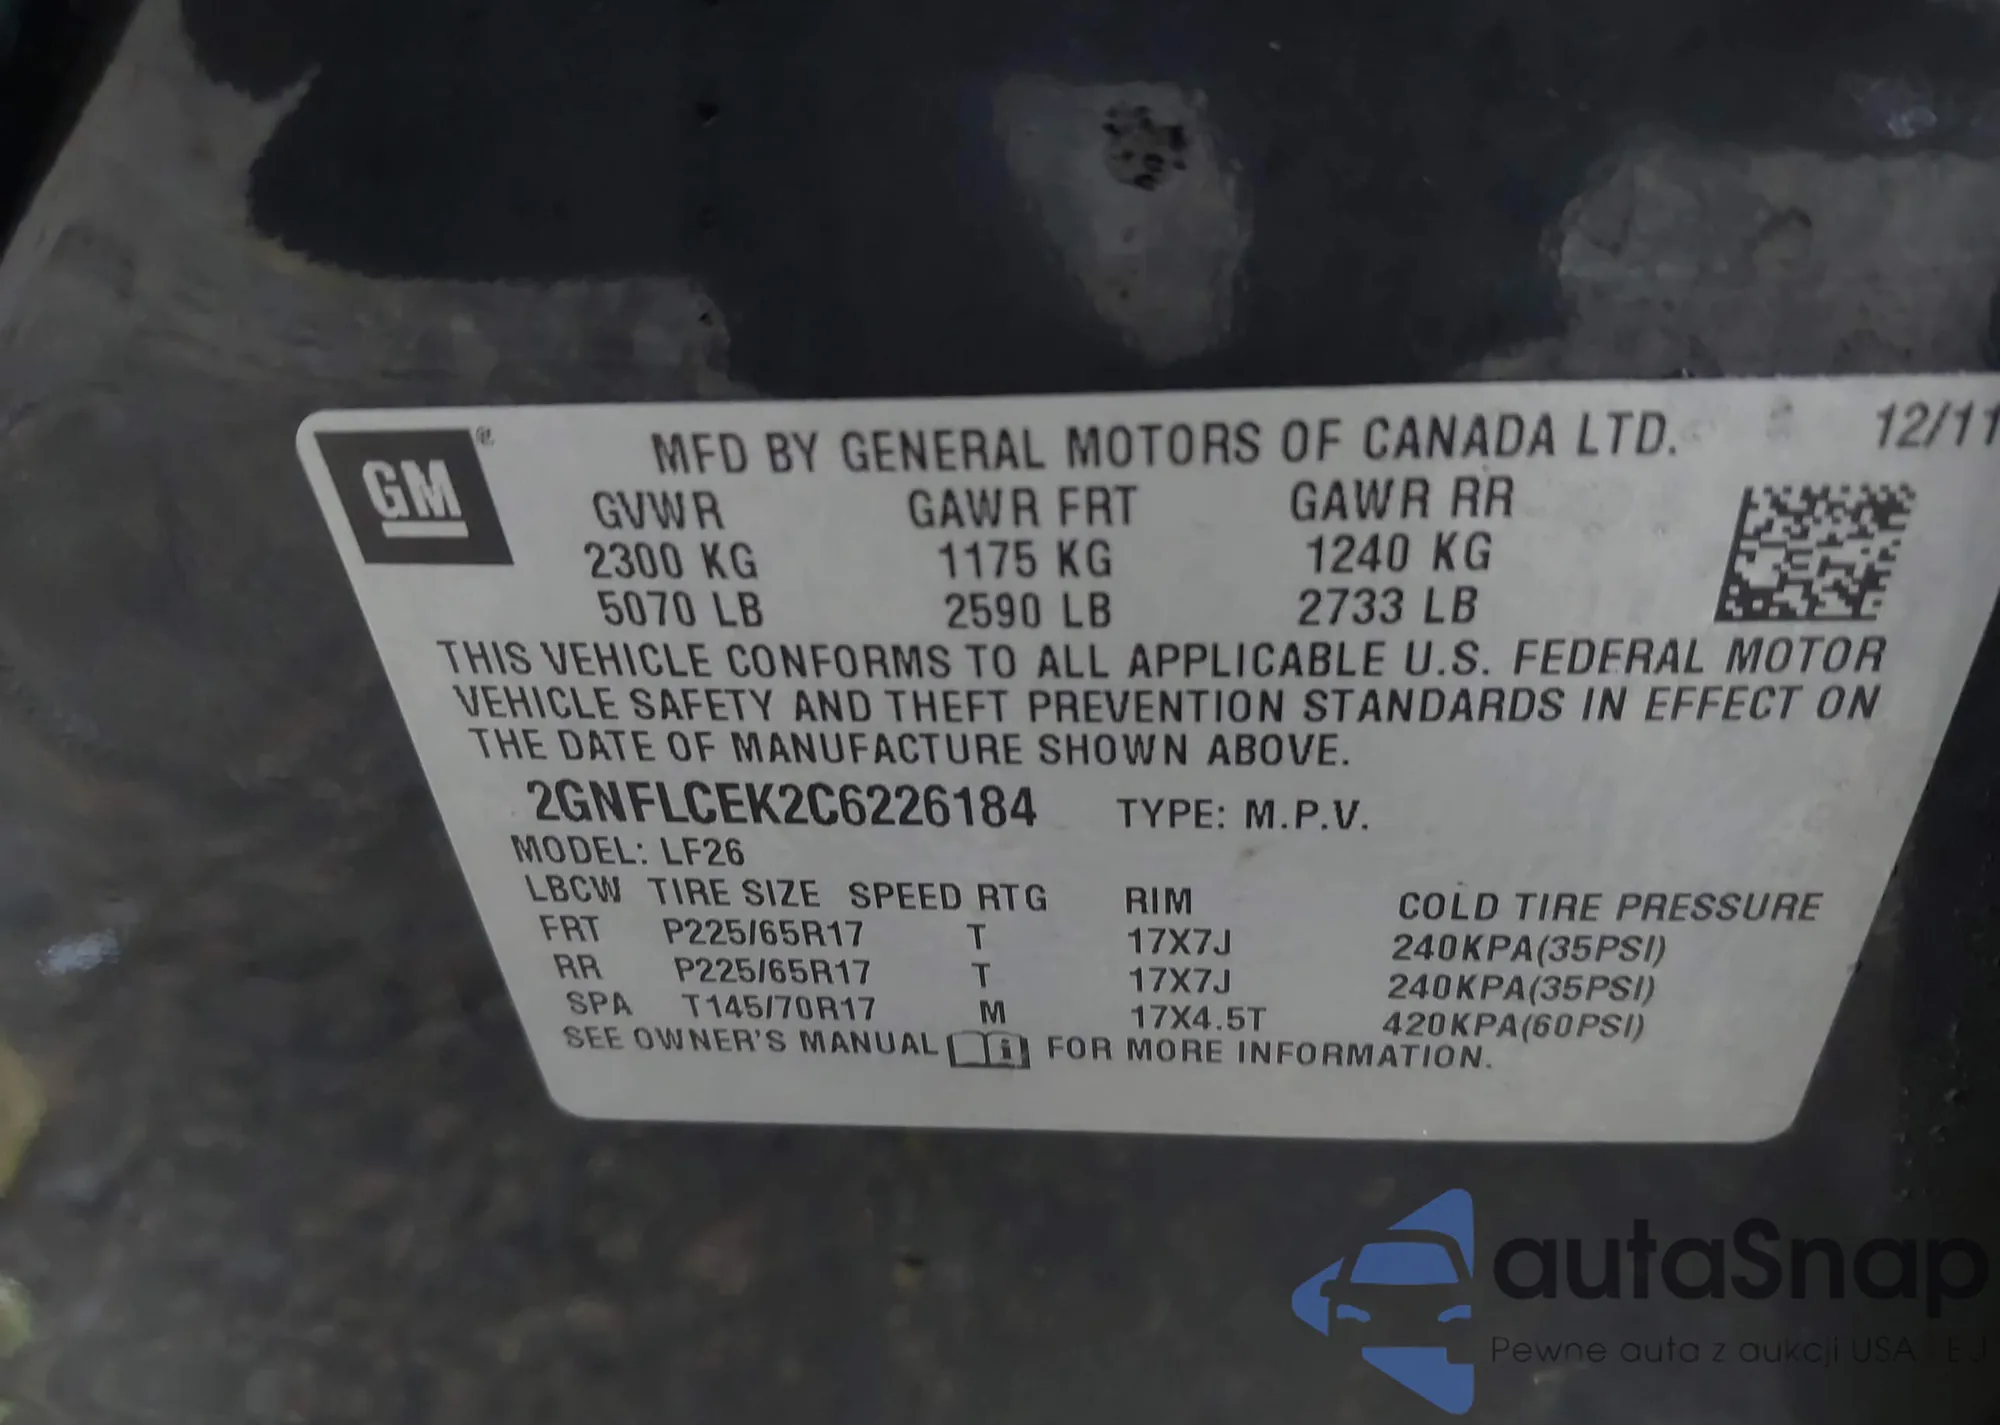 GM®
MFD BY GENERAL MOTORS OF CANADA LTD. 12/11
GVWR GAWR FRT GAWR RR
2300 KG 1175 KG 1240 KG
5070 LB 2590 LB 2733 LB
THIS VEHICLE CONFORMS TO ALL APPLICABLE U.S. FEDERAL MOTOR
VEHICLE SAFETY AND THEFT PREVENTION STANDARDS IN EFFECT ON
THE DATE OF MANUFACTURE SHOWN ABOVE.
2GNFLCEK2C6226184 TYPE: M.P.V.
MODEL: LF26
LBCW TIRE SIZE SPEED RTG RIM COLD TIRE PRESSURE
FRT P225/65R17 T 17X7J 240KPA(35PSI)
RR P225/65R17 T 17X7J 240KPA(35PSI)
SPA T145/70R17 M 17X4.5T 420KPA(60PSI)
SEE OWNER'S MANUAL i FOR MORE INFORMATION.
autaSnap
Pewne auta z aukcji USA